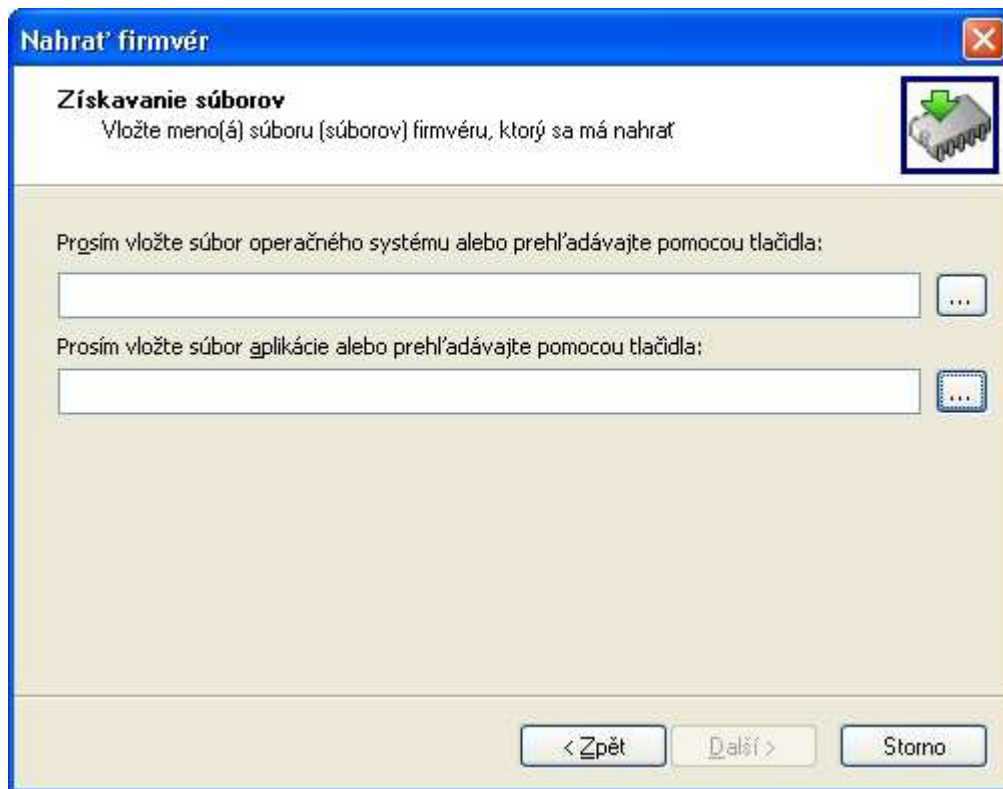 Nahrať firmvér
Získavanie súborov
Vložte meno(á) súboru (súborov) firmvéru, ktorý sa má nahrať
Prosím vložte súbor operačného systému alebo prehľadávajte pomocou tlačidla:
...
Prosím vložte súbor aplikácie alebo prehľadávajte pomocou tlačidla:
...
< Zpět
Další >
Storno